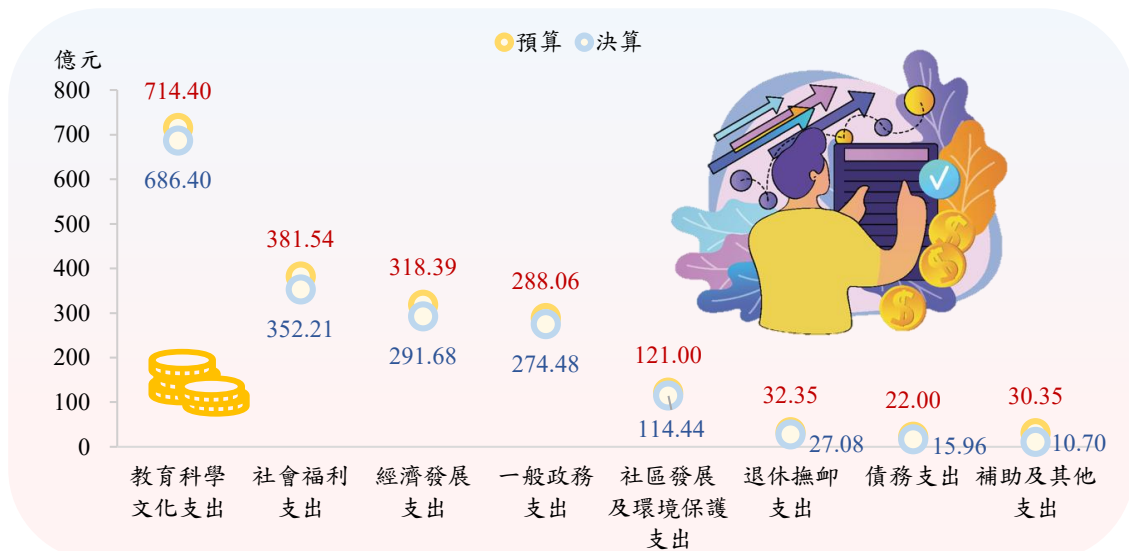 預算 決算
億元
800
700
600
500
400
300
200
100
0
714.40
686.40
381.54
352.21
318.39
291.68
288.06
274.48
121.00
114.44
32.35
27.08
22.00
15.96
30.35
10.70
教育科學
文化支出
社會福利
支出
經濟發展
支出
一般政務
支出
社區發展
及環境保護
支出
退休撫卹
支出
債務支出
補助及其他
支出